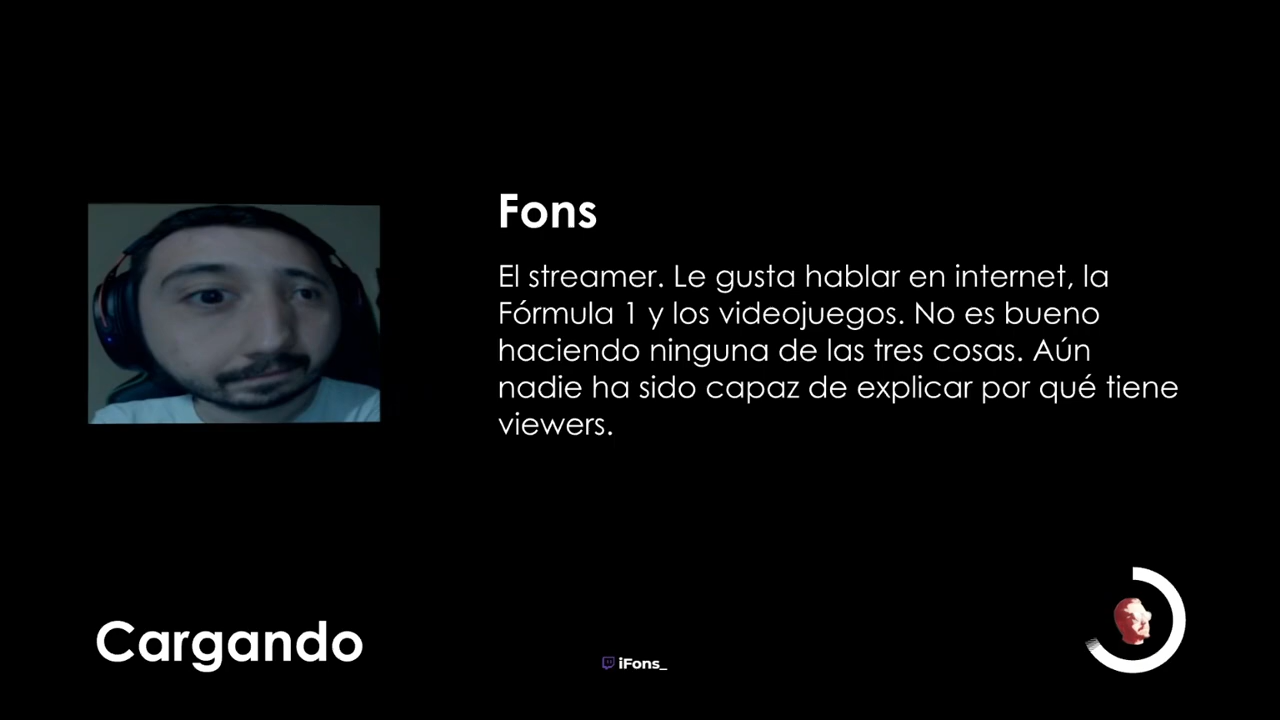 Fons
El streamer. Le gusta hablar en internet, la
Fórmula 1 y los videojuegos. No es bueno
haciendo ninguna de las tres cosas. Aún
nadie ha sido capaz de explicar por qué tiene
viewers.
Cargando
iFons_